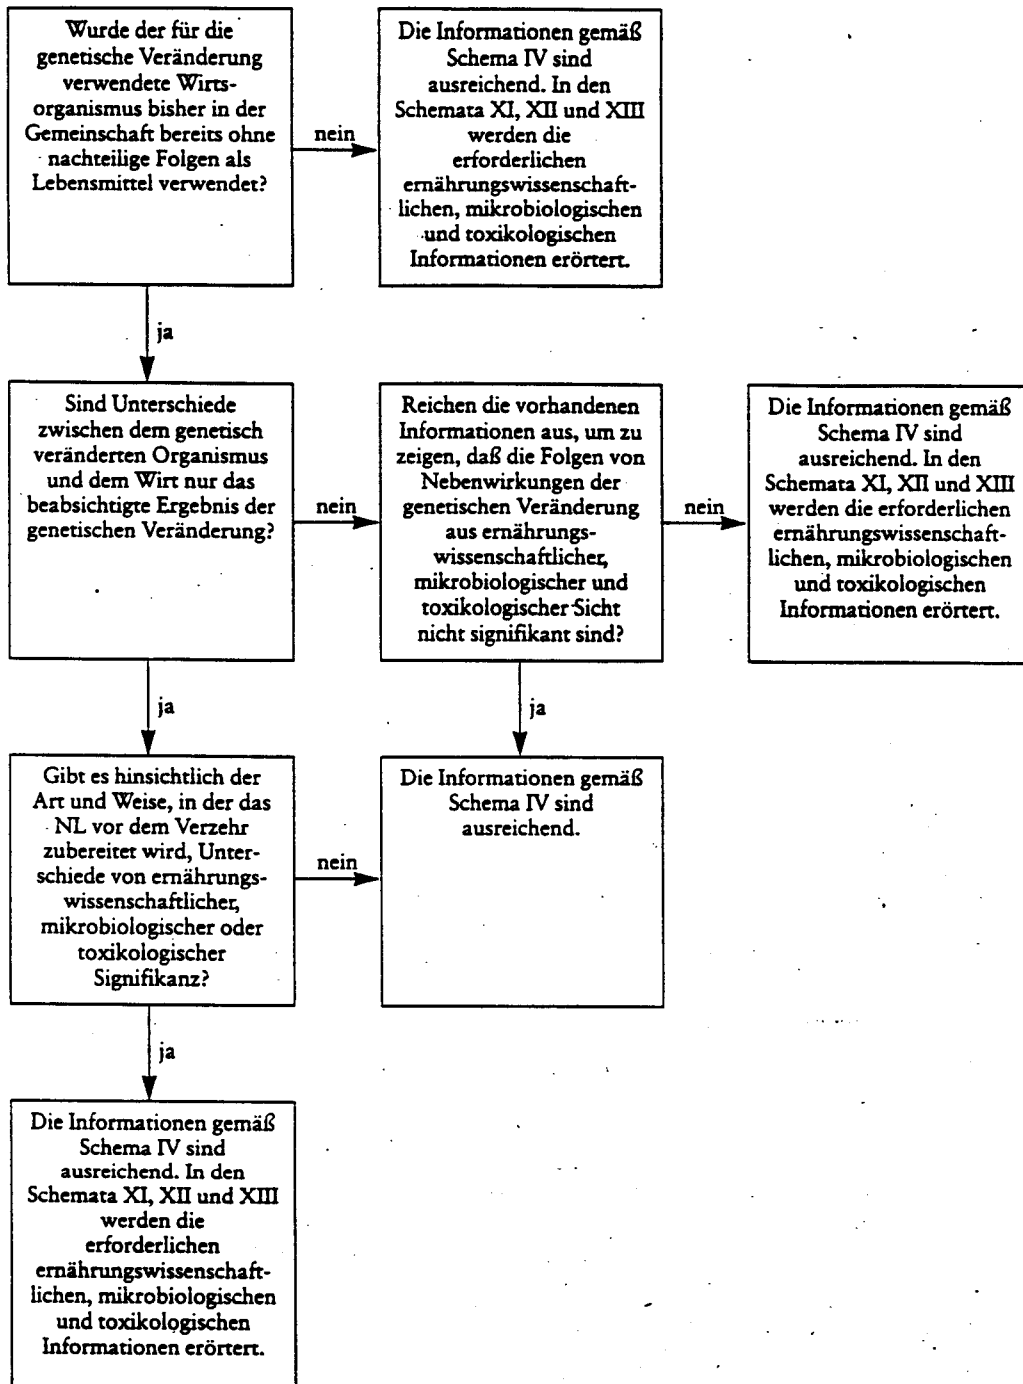 Wurde der für die
genetische Veränderung
verwendete Wirts-
organismus bisher in der
Gemeinschaft bereits ohne
nachteilige Folgen als
Lebensmittel verwendet?
nein
Die Informationen gemäß
Schema IV sind
ausreichend. In den
Schemata XI, XII und XIII
werden die
erforderlichen
ernährungswissenschaft-
lichen, mikrobiologischen
und toxikologischen
Informationen erörtert.
ja
Sind Unterschiede
zwischen dem genetisch
veränderten Organismus
und dem Wirt nur das
beabsichtigte Ergebnis der
genetischen Veränderung?
nein
Reichen die vorhandenen
Informationen aus, um zu
zeigen, daß die Folgen von
Nebenwirkungen der
genetischen Veränderung
aus ernährungs-
wissenschaftlicher,
mikrobiologischer und
toxikologischer Sicht
nicht signifikant sind?
nein
Die Informationen gemäß
Schema IV sind
ausreichend. In den
Schemata XI, XII und XIII
werden die erforderlichen
ernährungswissenschaft-
lichen, mikrobiologischen
und toxikologischen
Informationen erörtert.
ja
ja
Gibt es hinsichtlich der
Art und Weise, in der das
NL vor dem Verzehr
zubereitet wird, Unter-
schiede von ernährungs-
wissenschaftlicher,
mikrobiologischer oder
toxikologischer
Signifikanz?
nein
Die Informationen gemäß
Schema IV sind
ausreichend.
ja
Die Informationen gemäß
Schema IV sind
ausreichend. In den
Schemata XI, XII und XIII
werden die
erforderlichen
ernährungswissenschaft-
lichen, mikrobiologischen
und toxikologischen
Informationen erörtert.